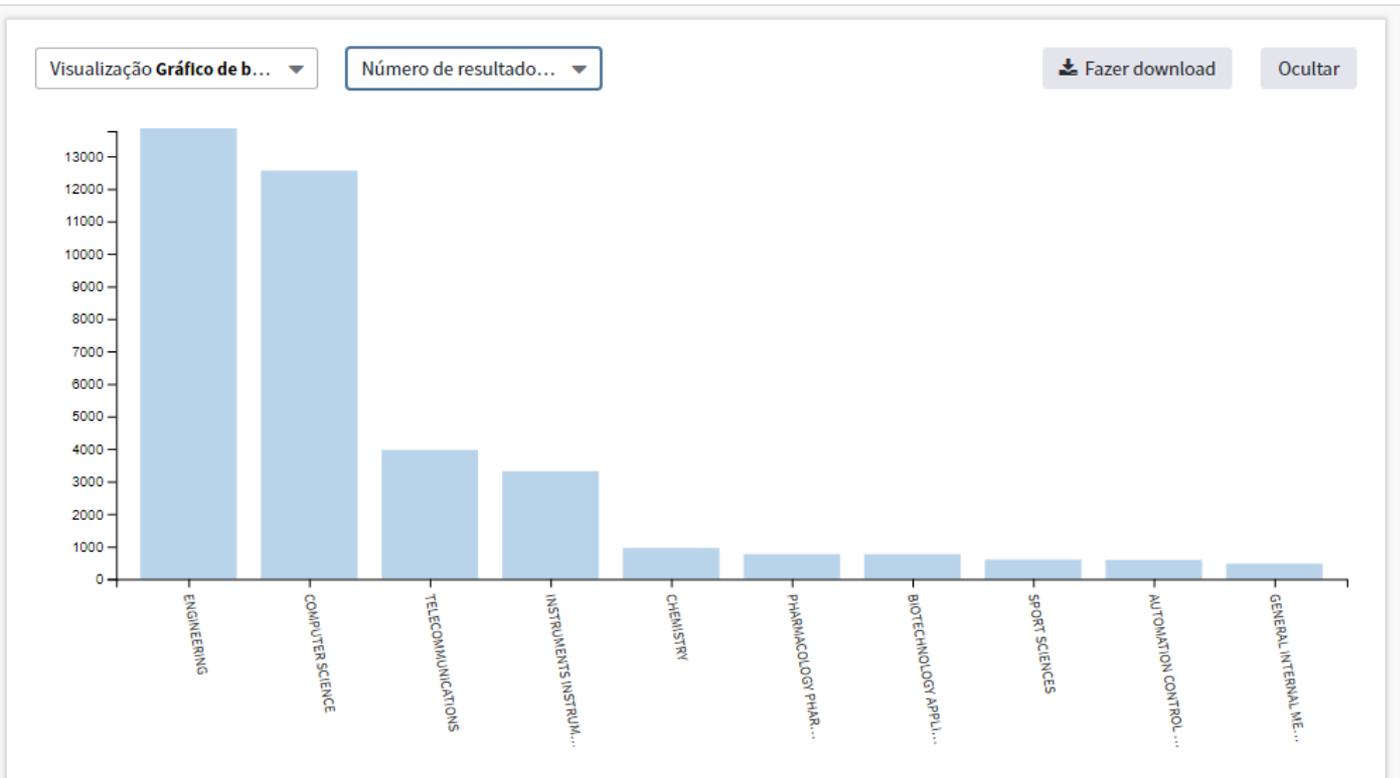 Visualização Gráfico de b...
Número de resultado...
Fazer download
Ocultar
13000
12000
11000
10000
9000
8000
7000
6000
5000
4000
3000
2000
1000
0
ENGINEERING
COMPUTER SCIENCE
TELECOMMUNICATIONS
INSTRUMENTS INSTRUM...
CHEMISTRY
PHARMACOLOGY PHAR...
BIOTECHNOLOGY APPLI...
SPORT SCIENCES
AUTOMATION CONTROL ...
GENERAL INTERNAL ME...